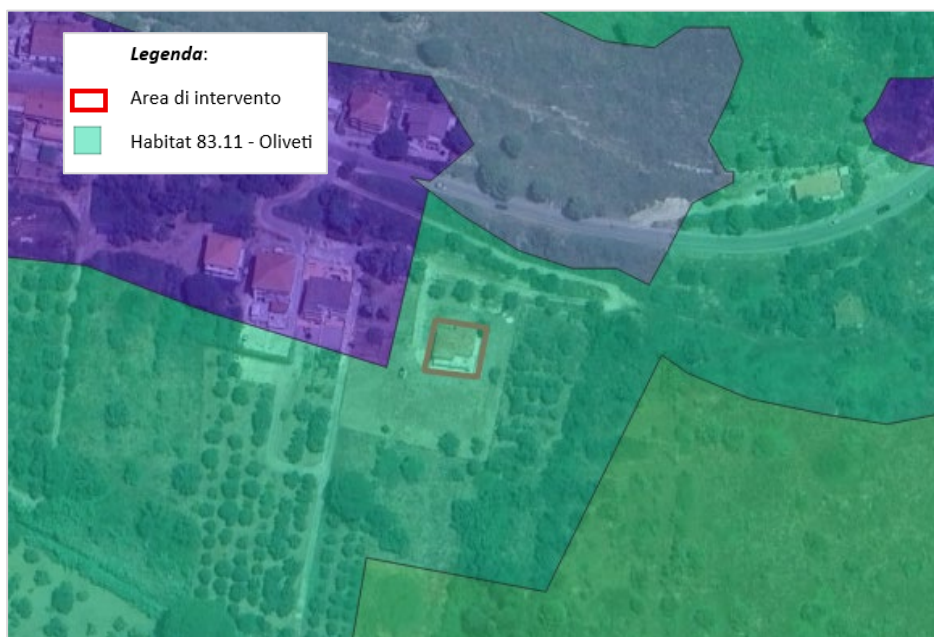 Legenda:
Area di intervento
Habitat 83.11 - Oliveti